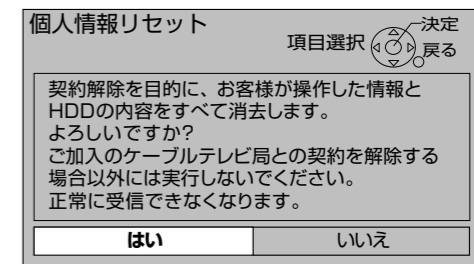 個人情報リセット
項目選択
決定
戻る
契約解除を目的に、お客様が操作した情報と
HDDの内容をすべて消去します。
よろしいですか?
ご加入のケーブルテレビ局との契約を解除する
場合以外には実行しないでください。
正常に受信できなくなります。
はい
いいえ